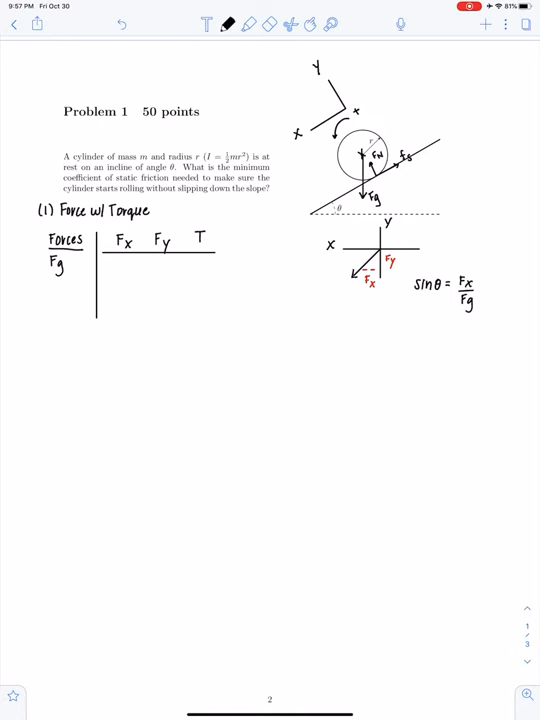 9:57 PM Fri Oct 30
81%
Problem 1 50 points
A cylinder of mass m and radius r (I = ½mr²) is at
rest on an incline of angle θ. What is the minimum
coefficient of static friction needed to make sure the
cylinder starts rolling without slipping down the slope?
Y
X
+
r
FN
fs
Fg
θ
(1) Force w/ Torque
Forces Fx Fy T
Fg
Y
X
Fy
Fx
sinθ = Fx/Fg
1
/
3
2